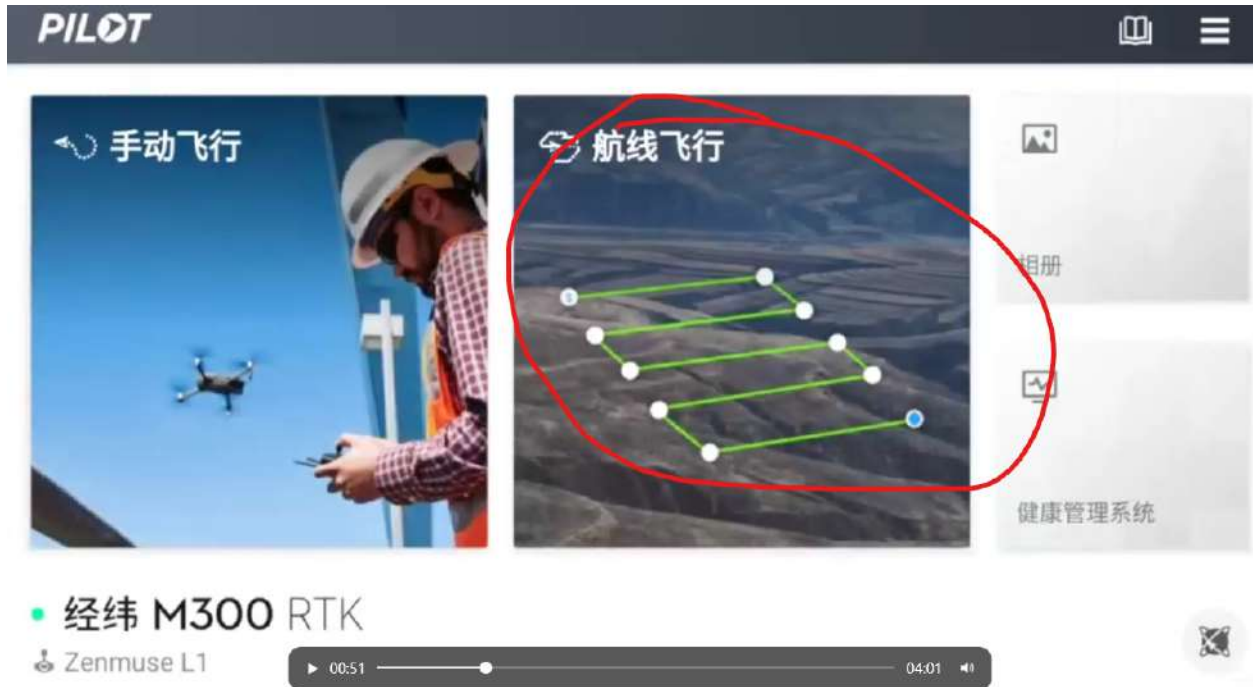 PILOT
手动飞行
航线飞行
相册
健康管理系统
经纬 M300 RTK
Zenmuse L1
00:51
04:01